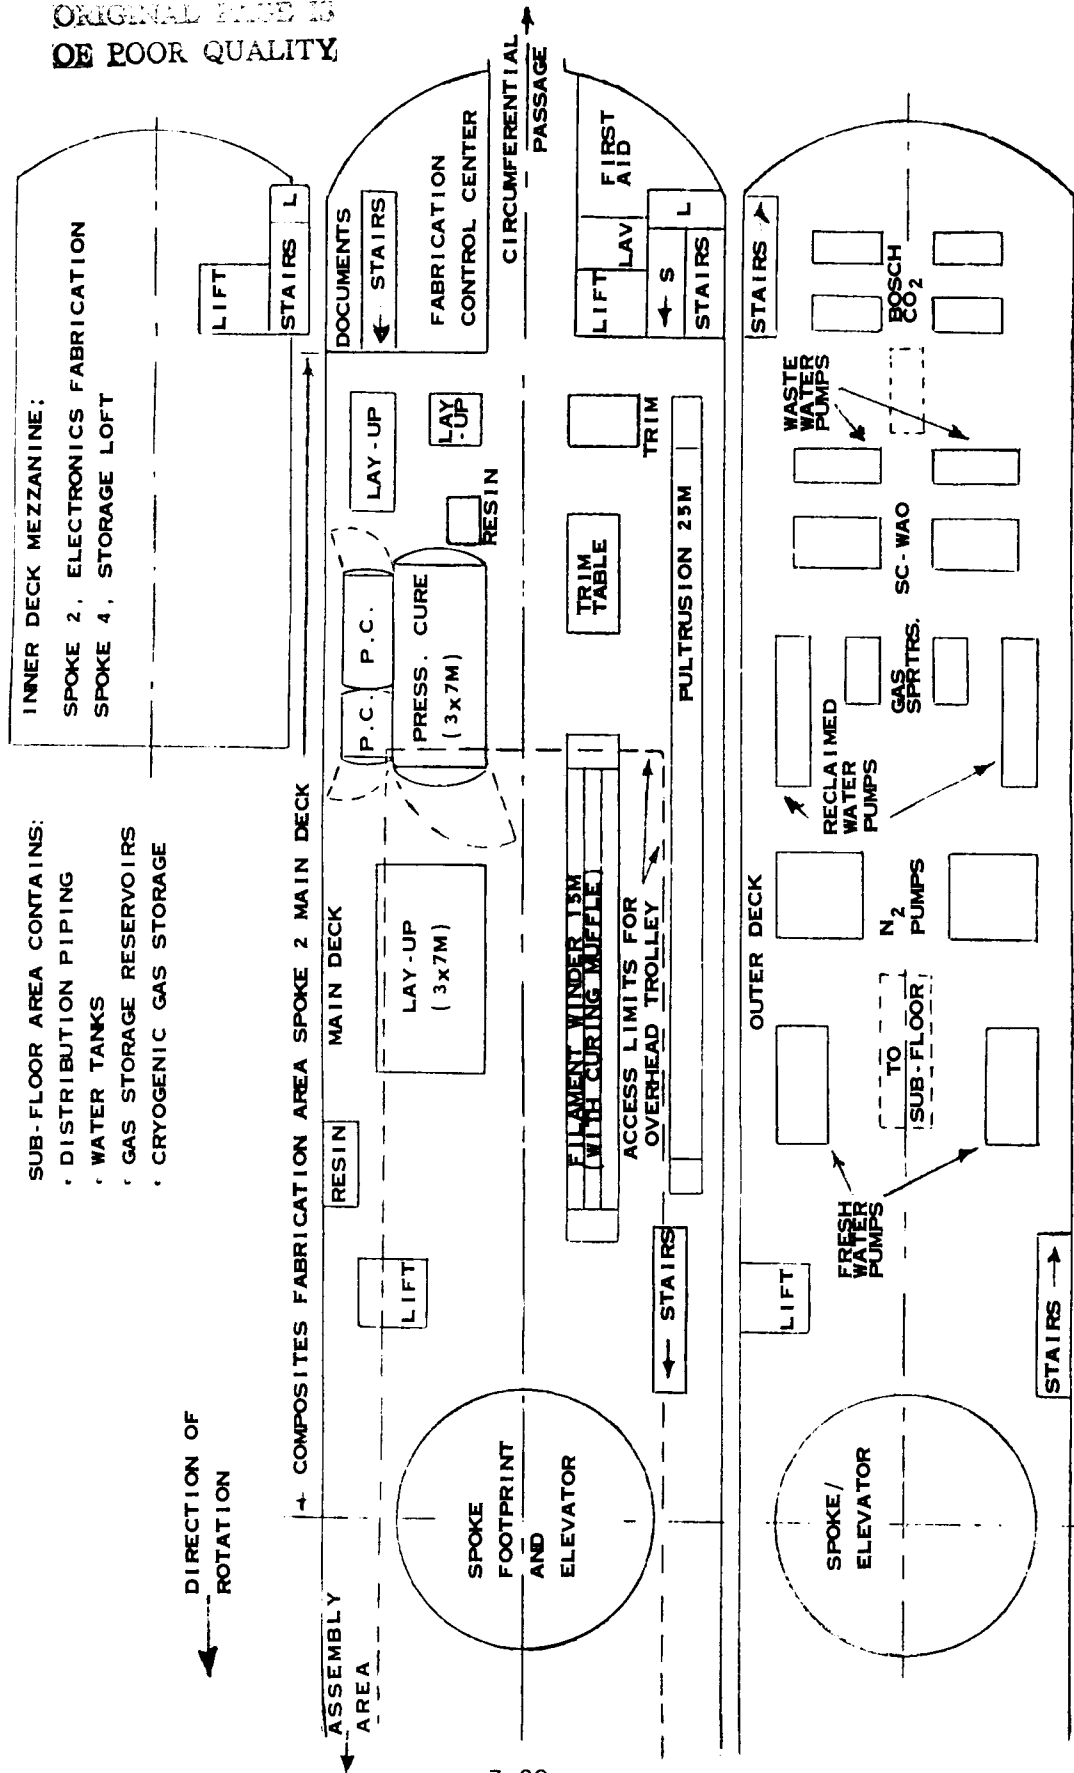 ORIGINAL PAGE IS
OF POOR QUALITY
INNER DECK MEZZANINE;
SPOKE 2, ELECTRONICS FABRICATION
SPOKE 4, STORAGE LOFT
LIFT
STAIRS
L
SUB-FLOOR AREA CONTAINS:
· DISTRIBUTION PIPING
· WATER TANKS
· GAS STORAGE RESERVOIRS
· CRYOGENIC GAS STORAGE
DIRECTION OF
ROTATION
← COMPOSITES FABRICATION AREA SPOKE 2 MAIN DECK →
ASSEMBLY
AREA
MAIN DECK
RESIN
LIFT
SPOKE
FOOTPRINT
AND
ELEVATOR
LAY-UP
(3x7M)
P.C.
P.C.
PRESS. CURE
(3x7M)
LAY-UP
LAY
-UP
RESIN
DOCUMENTS
← STAIRS
FABRICATION
CONTROL CENTER
CIRCUMFERENTIAL
PASSAGE
FILAMENT WINDER 15M
(WITH CURING MUFFLE)
ACCESS LIMITS FOR
OVERHEAD TROLLEY
TRIM
TABLE
TRIM
PULTRUSION 25M
← STAIRS
LIFT
LAV
FIRST
AID
← S
L
STAIRS
OUTER DECK
SPOKE/
ELEVATOR
LIFT
STAIRS →
FRESH
WATER
PUMPS
TO
SUB-FLOOR
N2
PUMPS
RECLAIMED
WATER
PUMPS
GAS
SPRTRS.
SC-WAO
WASTE
WATER
PUMPS
BOSCH
CO2
STAIRS →